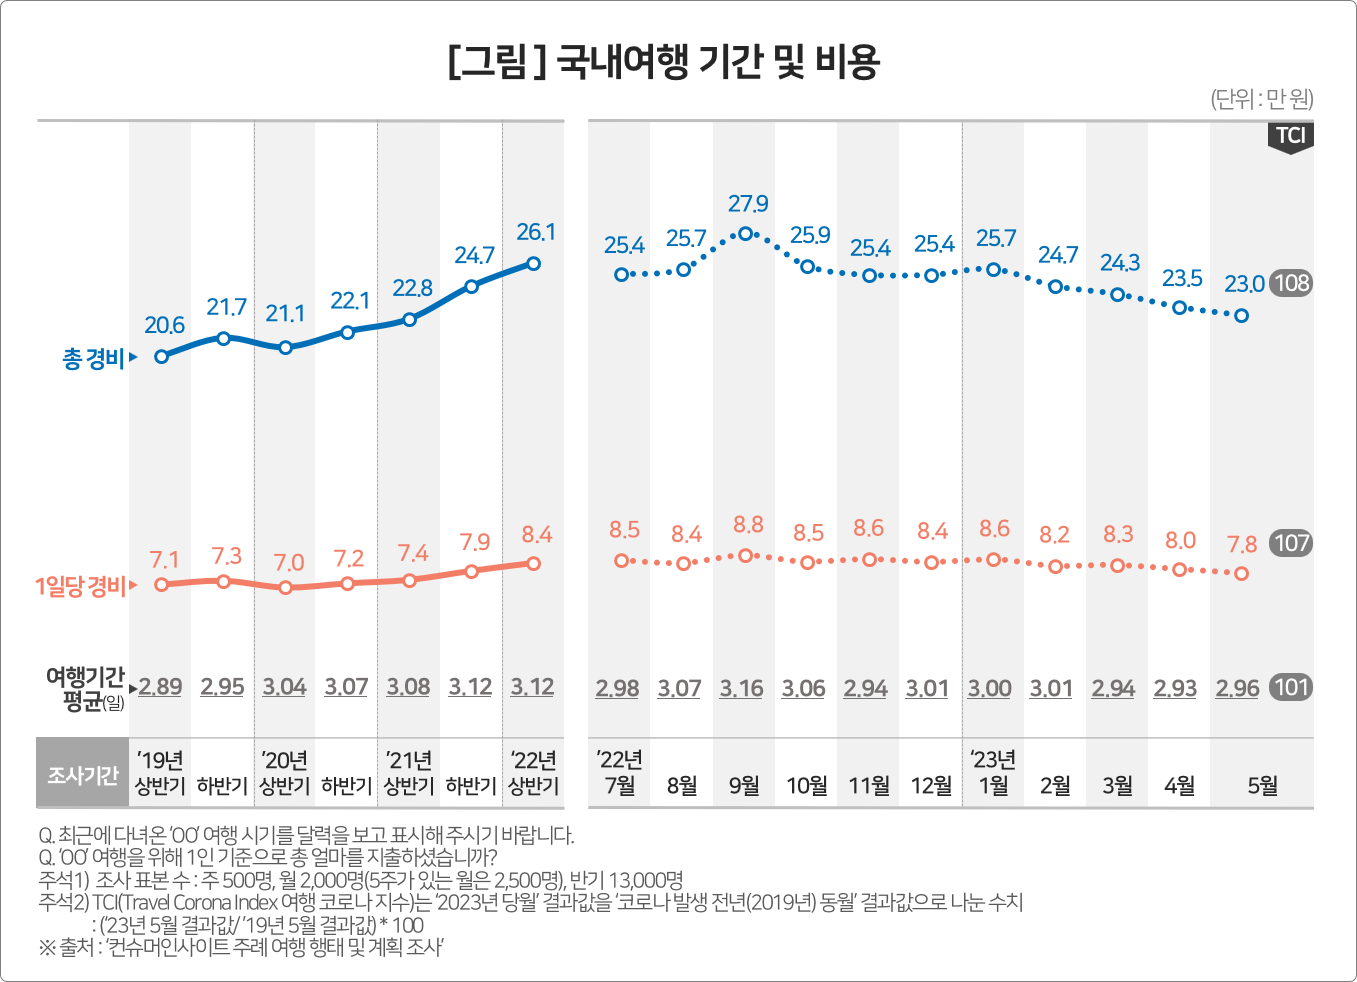 [그림] 국내여행 기간 및 비용
(단위 : 만 원)
TCI
총 경비
20.6 21.7 21.1 22.1 22.8 24.7 26.1 25.4 25.7 27.9 25.9 25.4 25.4 25.7 24.7 24.3 23.5 23.0 108
1일당 경비
7.1 7.3 7.0 7.2 7.4 7.9 8.4 8.5 8.4 8.8 8.5 8.6 8.4 8.6 8.2 8.3 8.0 7.8 107
여행기간
평균(일)
2.89 2.95 3.04 3.07 3.08 3.12 3.12 2.98 3.07 3.16 3.06 2.94 3.01 3.00 3.01 2.94 2.93 2.96 101
조사기간
’19년 ’20년 ’21년 ‘22년 ’22년 ‘23년
상반기 하반기 상반기 하반기 상반기 하반기 상반기 7월 8월 9월 10월 11월 12월 1월 2월 3월 4월 5월
Q. 최근에 다녀온 ‘OO’ 여행 시기를 달력을 보고 표시해 주시기 바랍니다.
Q. ‘OO’ 여행을 위해 1인 기준으로 총 얼마를 지출하셨습니까?
주석1) 조사 표본 수 : 주 500명, 월 2,000명(5주가 있는 월은 2,500명), 반기 13,000명
주석2) TCI(Travel Corona Index 여행 코로나 지수)는 ‘2023년 당월’ 결과값을 ‘코로나 발생 전년(2019년) 동월’ 결과값으로 나눈 수치
: (‘23년 5월 결과값/ ’19년 5월 결과값) * 100
※ 출처 : ‘컨슈머인사이트 주례 여행 행태 및 계획 조사’